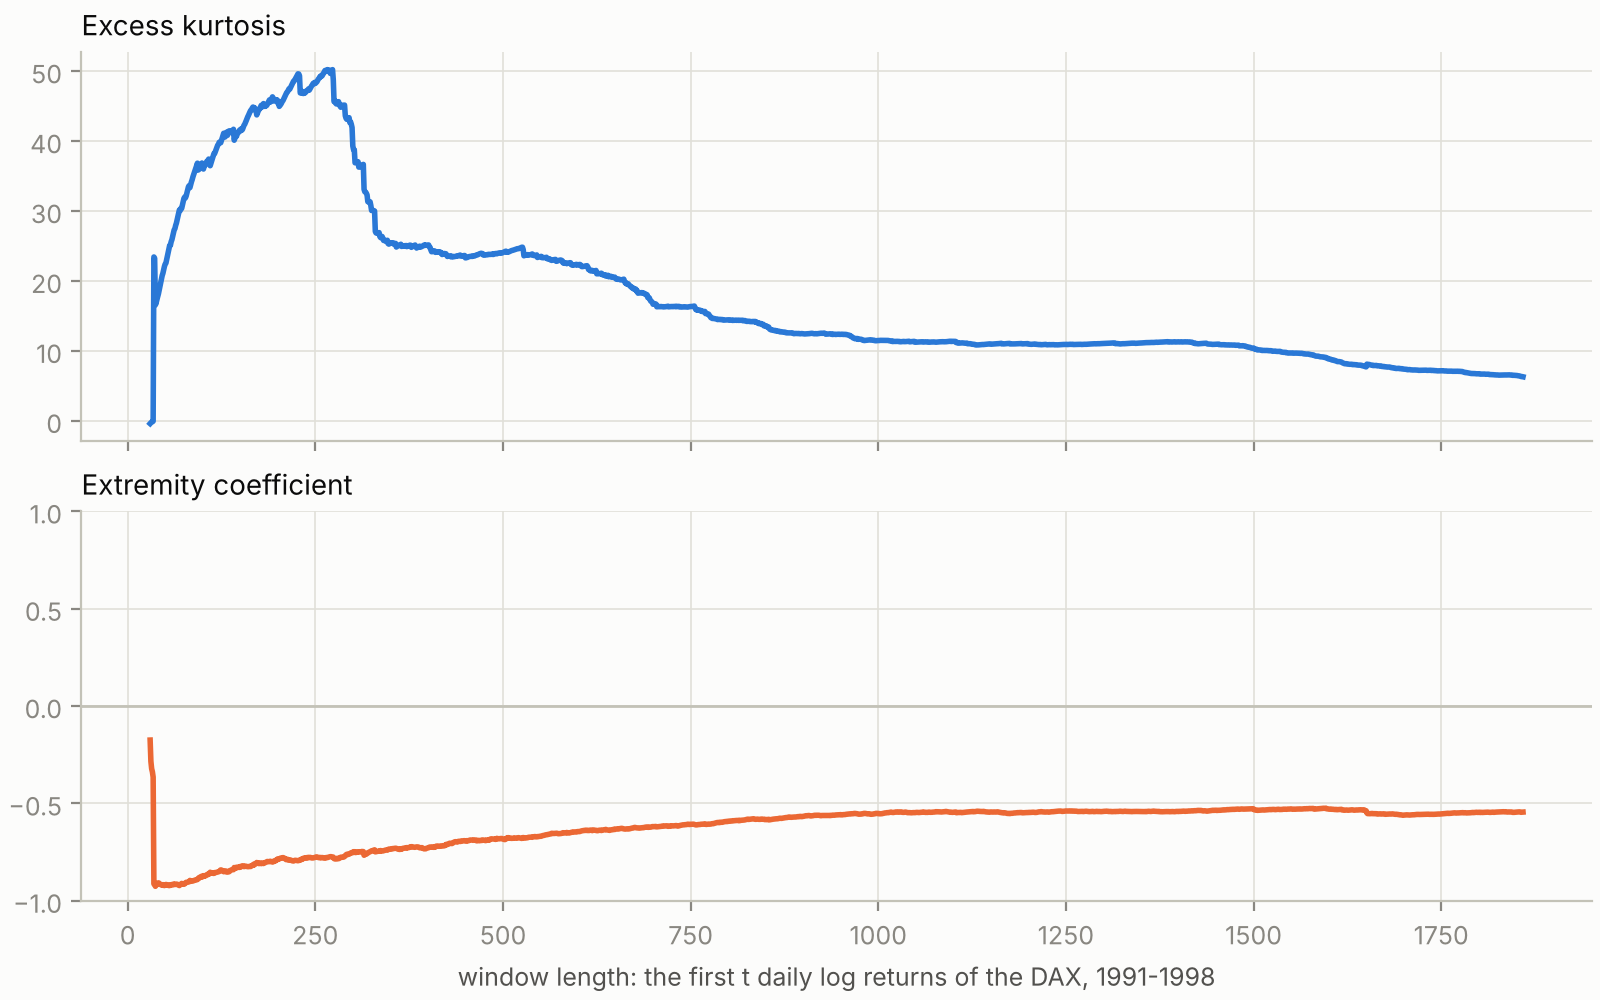 Excess kurtosis
50
40
30
20
10
0
Extremity coefficient
1.0
0.5
0.0
−0.5
−1.0
0 250 500 750 1000 1250 1500 1750
window length: the first t daily log returns of the DAX, 1991-1998